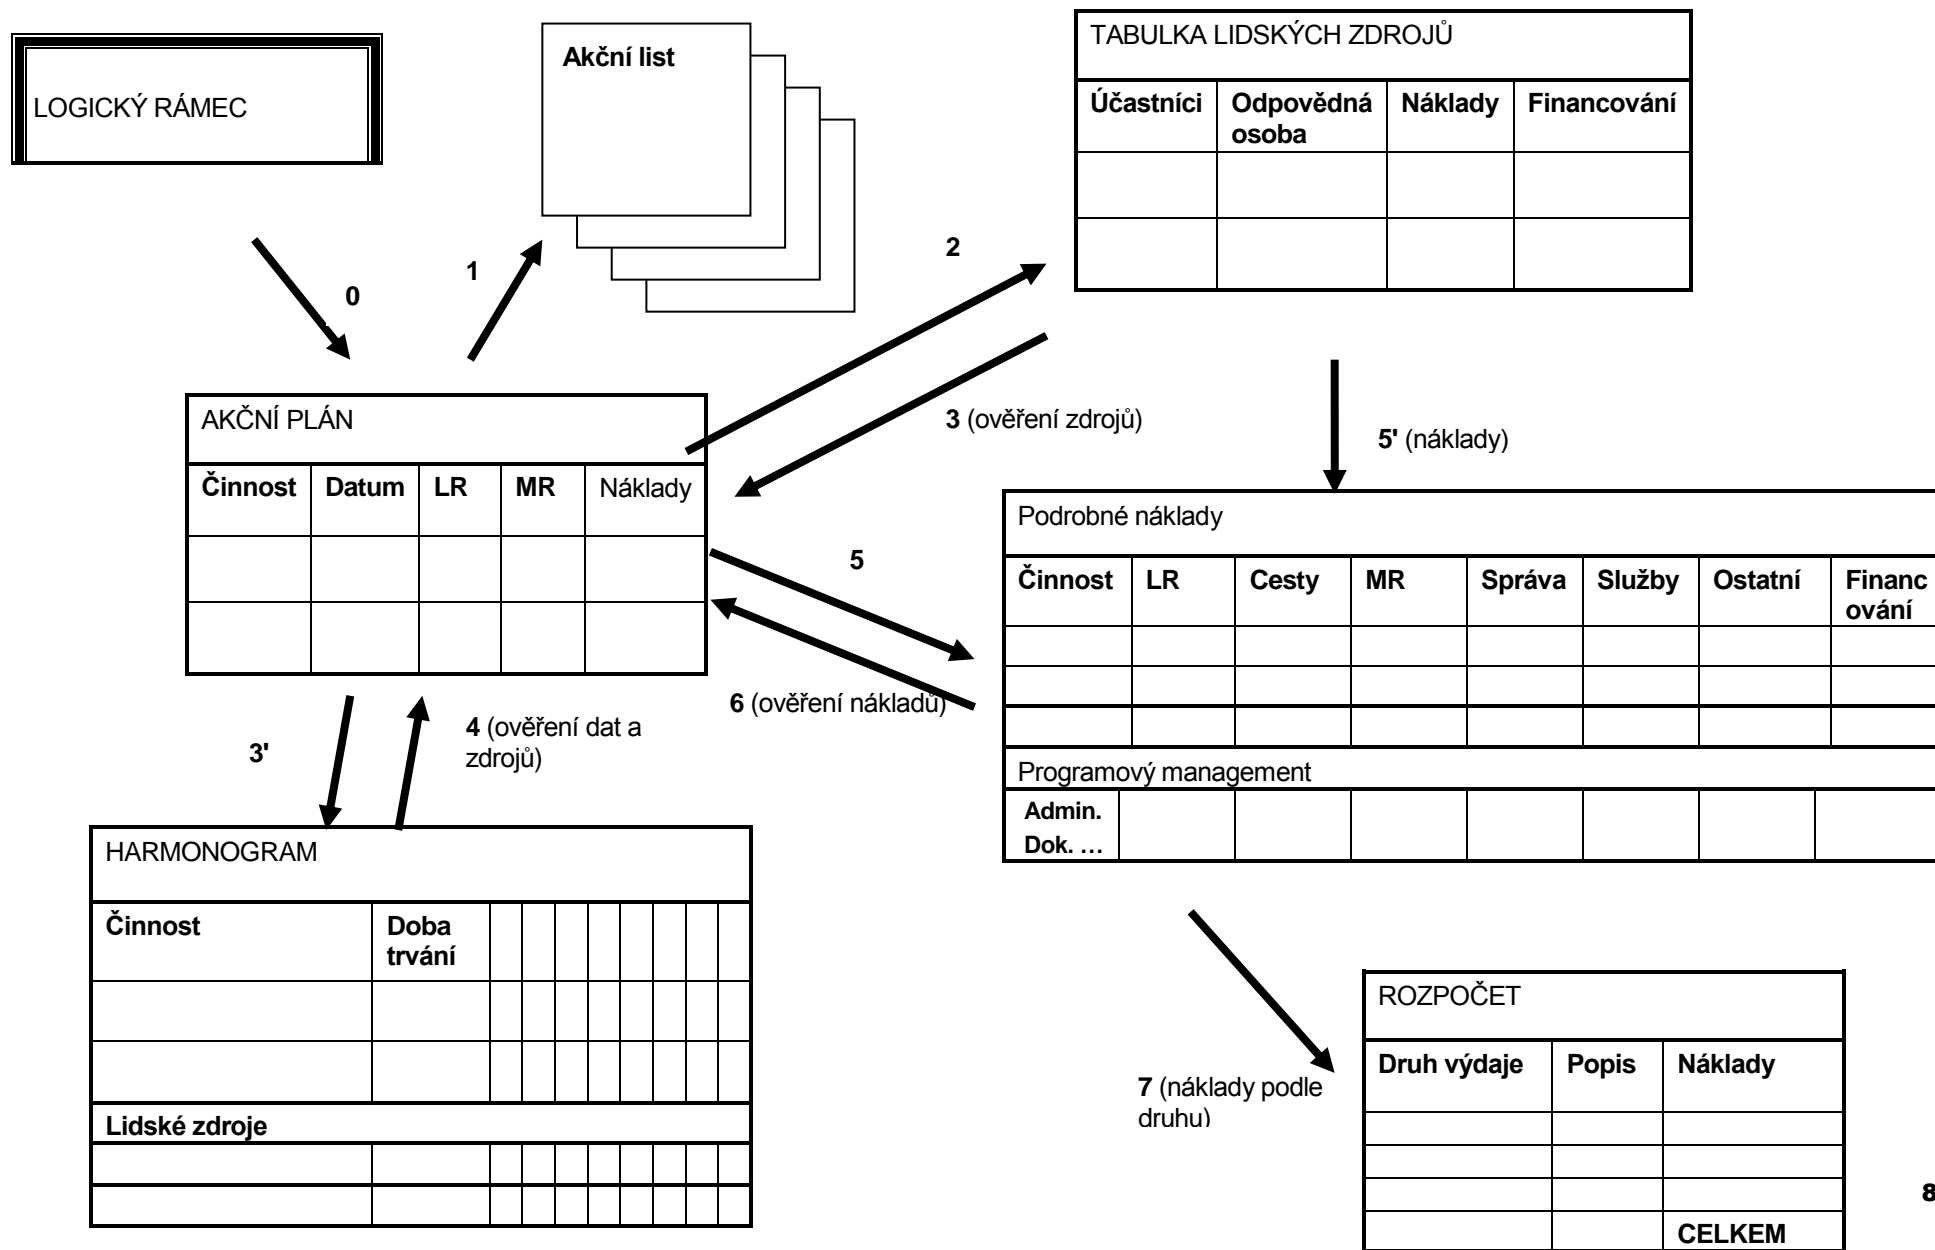 LOGICKÝ RÁMEC
Akční list
TABULKA LIDSKÝCH ZDROJŮ
Účastníci Odpovědná osoba Náklady Financování
0
1
2
3 (ověření zdrojů)
5' (náklady)
AKČNÍ PLÁN
Činnost Datum LR MR Náklady
5
6 (ověření nákladů)
Podrobné náklady
Činnost LR Cesty MR Správa Služby Ostatní Financ
ování
Programový management
Admin.
Dok. …
3'
4 (ověření dat a
zdrojů)
HARMONOGRAM
Činnost Doba
trvání
Lidské zdroje
7 (náklady podle
druhu)
ROZPOČET
Druh výdaje Popis Náklady
CELKEM
8